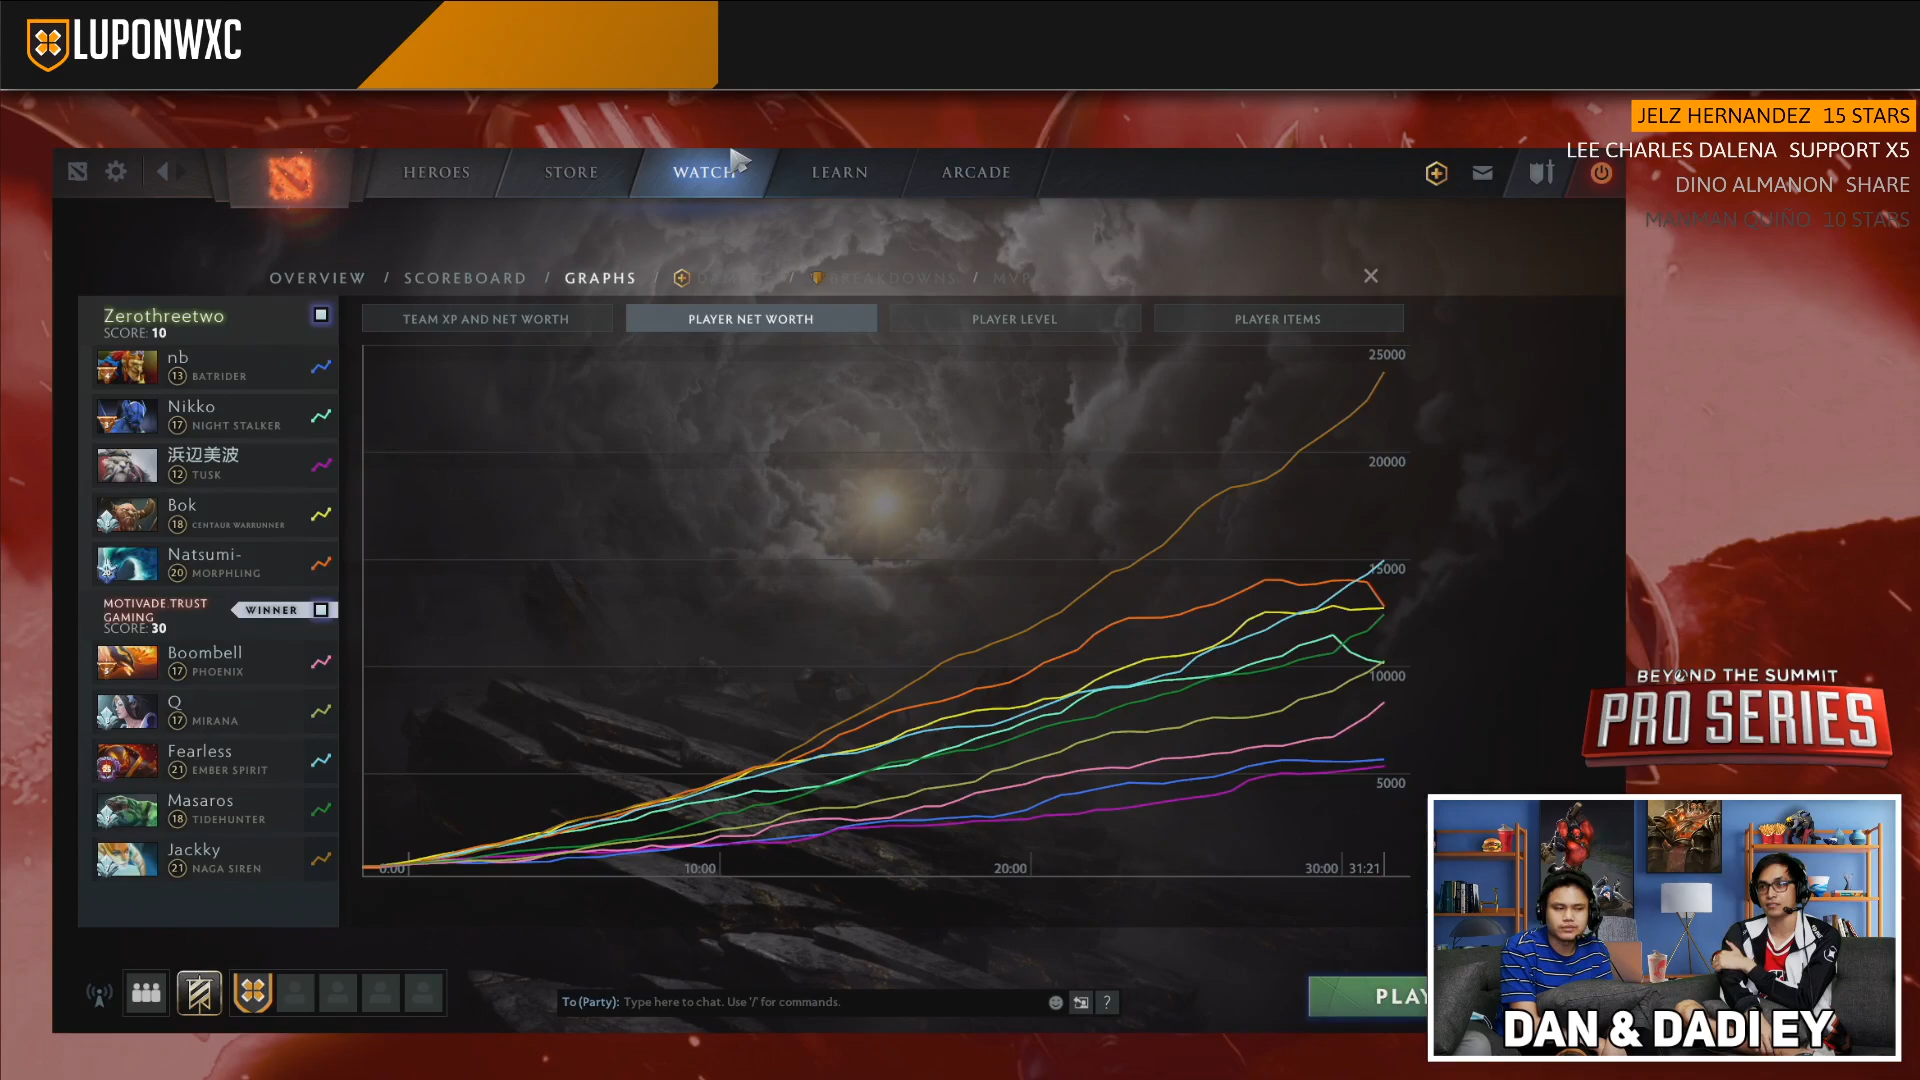 LUPONWXC
JELZ HERNANDEZ 15 STARS
LEE CHARLES DALENA SUPPORT X5
DINO ALMANON SHARE
MANMAN QUIÑO 10 STARS
HEROES
STORE
WATCH
LEARN
ARCADE
OVERVIEW / SCOREBOARD / GRAPHS / / BREAKDOWNS / MVP
TEAM XP AND NET WORTH
PLAYER NET WORTH
PLAYER LEVEL
PLAYER ITEMS
Zerothreetwo
SCORE: 10
nb
13 BATRIDER
Nikko
17 NIGHT STALKER
浜辺美波
12 TUSK
Bok
18 CENTAUR WARRUNNER
Natsumi-
20 MORPHLING
MOTIVADE.TRUST
GAMING
WINNER
SCORE: 30
Boombell
17 PHOENIX
Q
17 MIRANA
Fearless
21 EMBER SPIRIT
Masaros
18 TIDEHUNTER
Jackky
21 NAGA SIREN
25000
20000
15000
10000
5000
0:00
10:00
20:00
30:00
31:21
To (Party): Type here to chat. Use '/' for commands.
?
PLAY
BEYOND THE SUMMIT
PRO SERIES
DAN & DADI EY